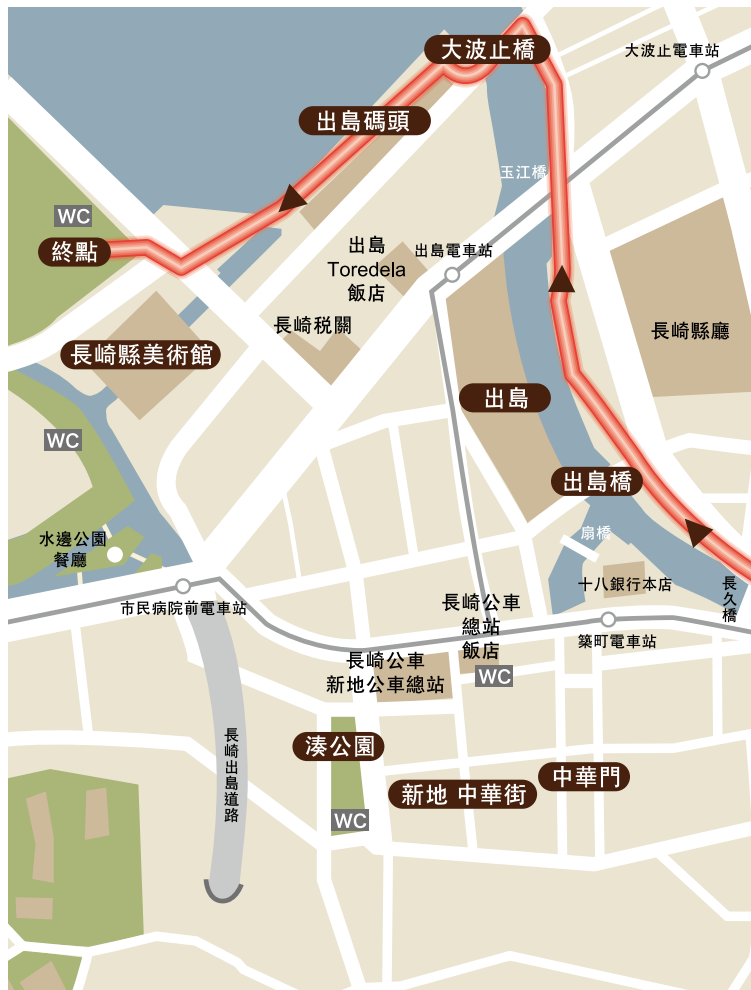 大波止橋
大波止電車站
出島碼頭
玉江橋
WC
終點
出島
Toredela
飯店
出島電車站
長崎税關
長崎縣廳
長崎縣美術館
出島
WC
出島橋
扇橋
水邊公園
餐廳
十八銀行本店
長久橋
市民病院前電車站
長崎公車
總站
飯店
築町電車站
長崎公車
新地公車總站
WC
長崎出島道路
湊公園
中華門
新地 中華街
WC